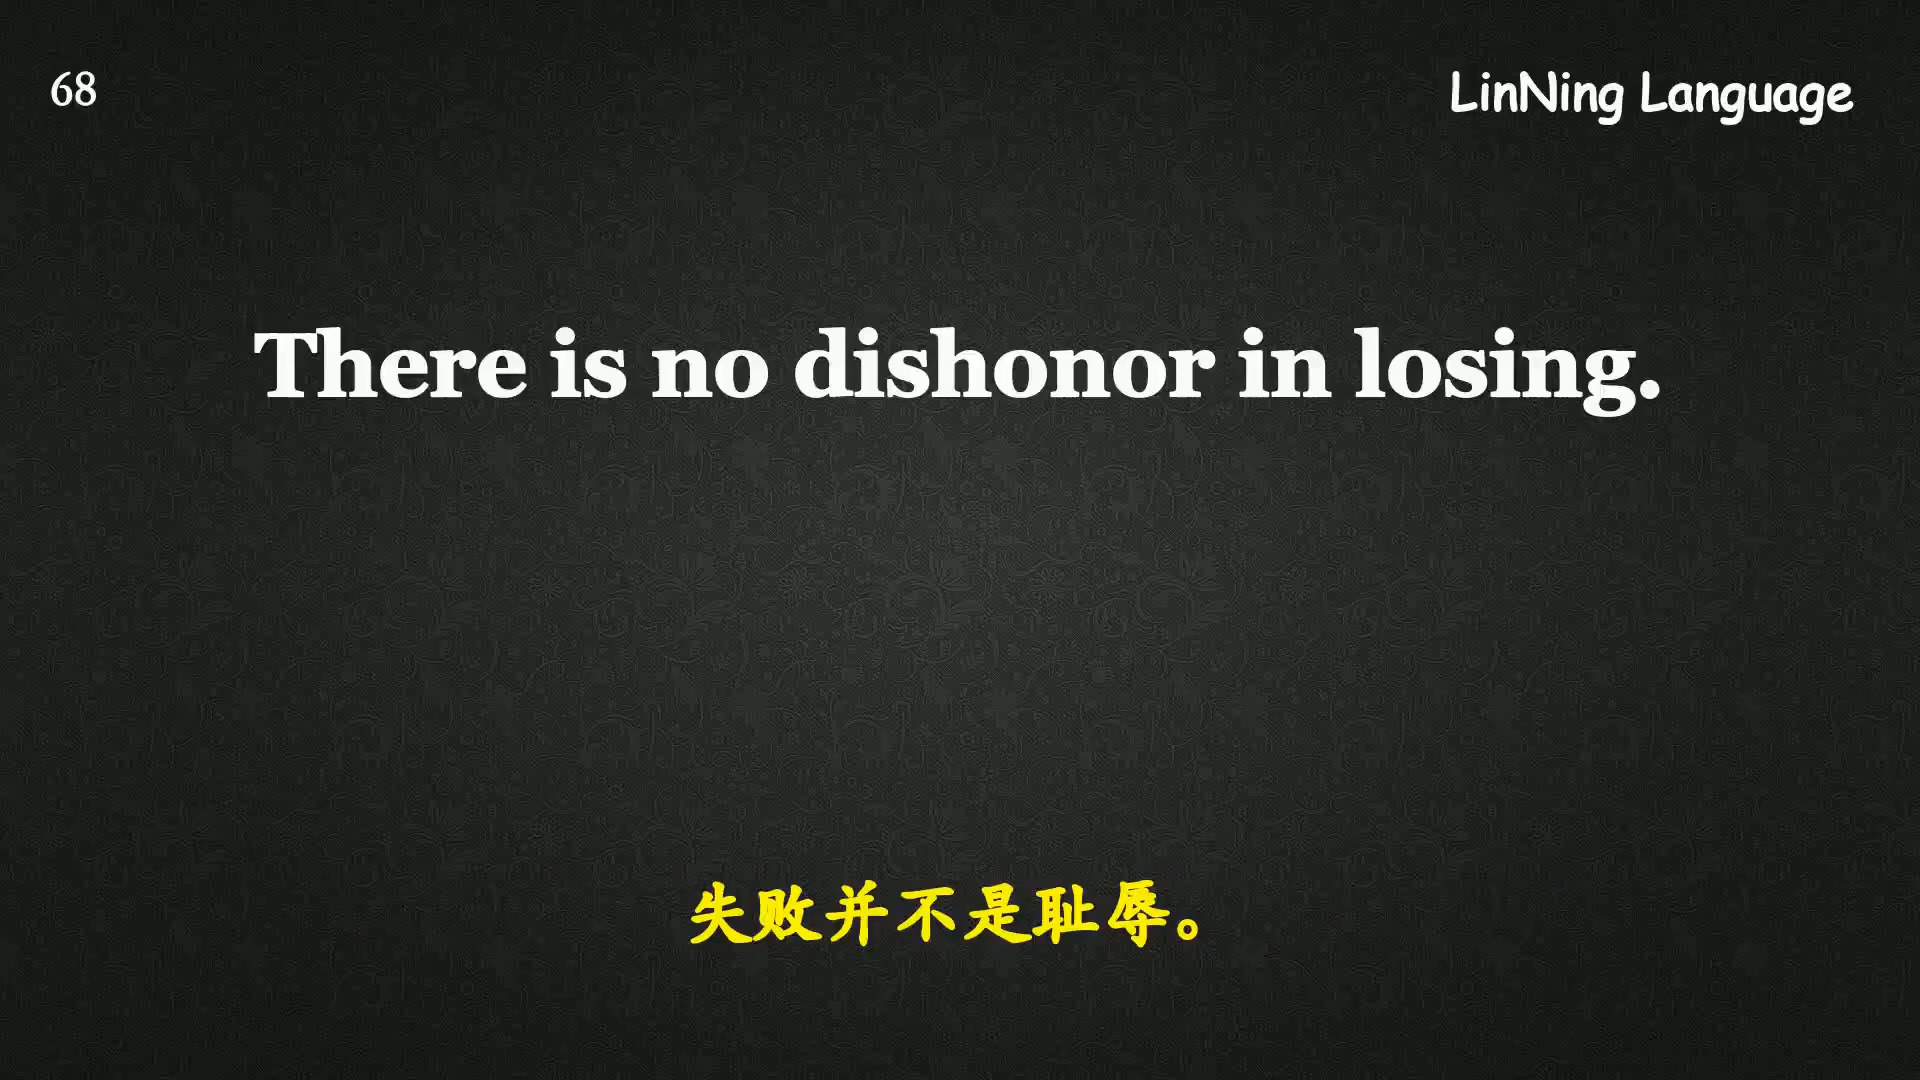 68
LinNing Language
There is no dishonor in losing.
失败并不是耻辱。